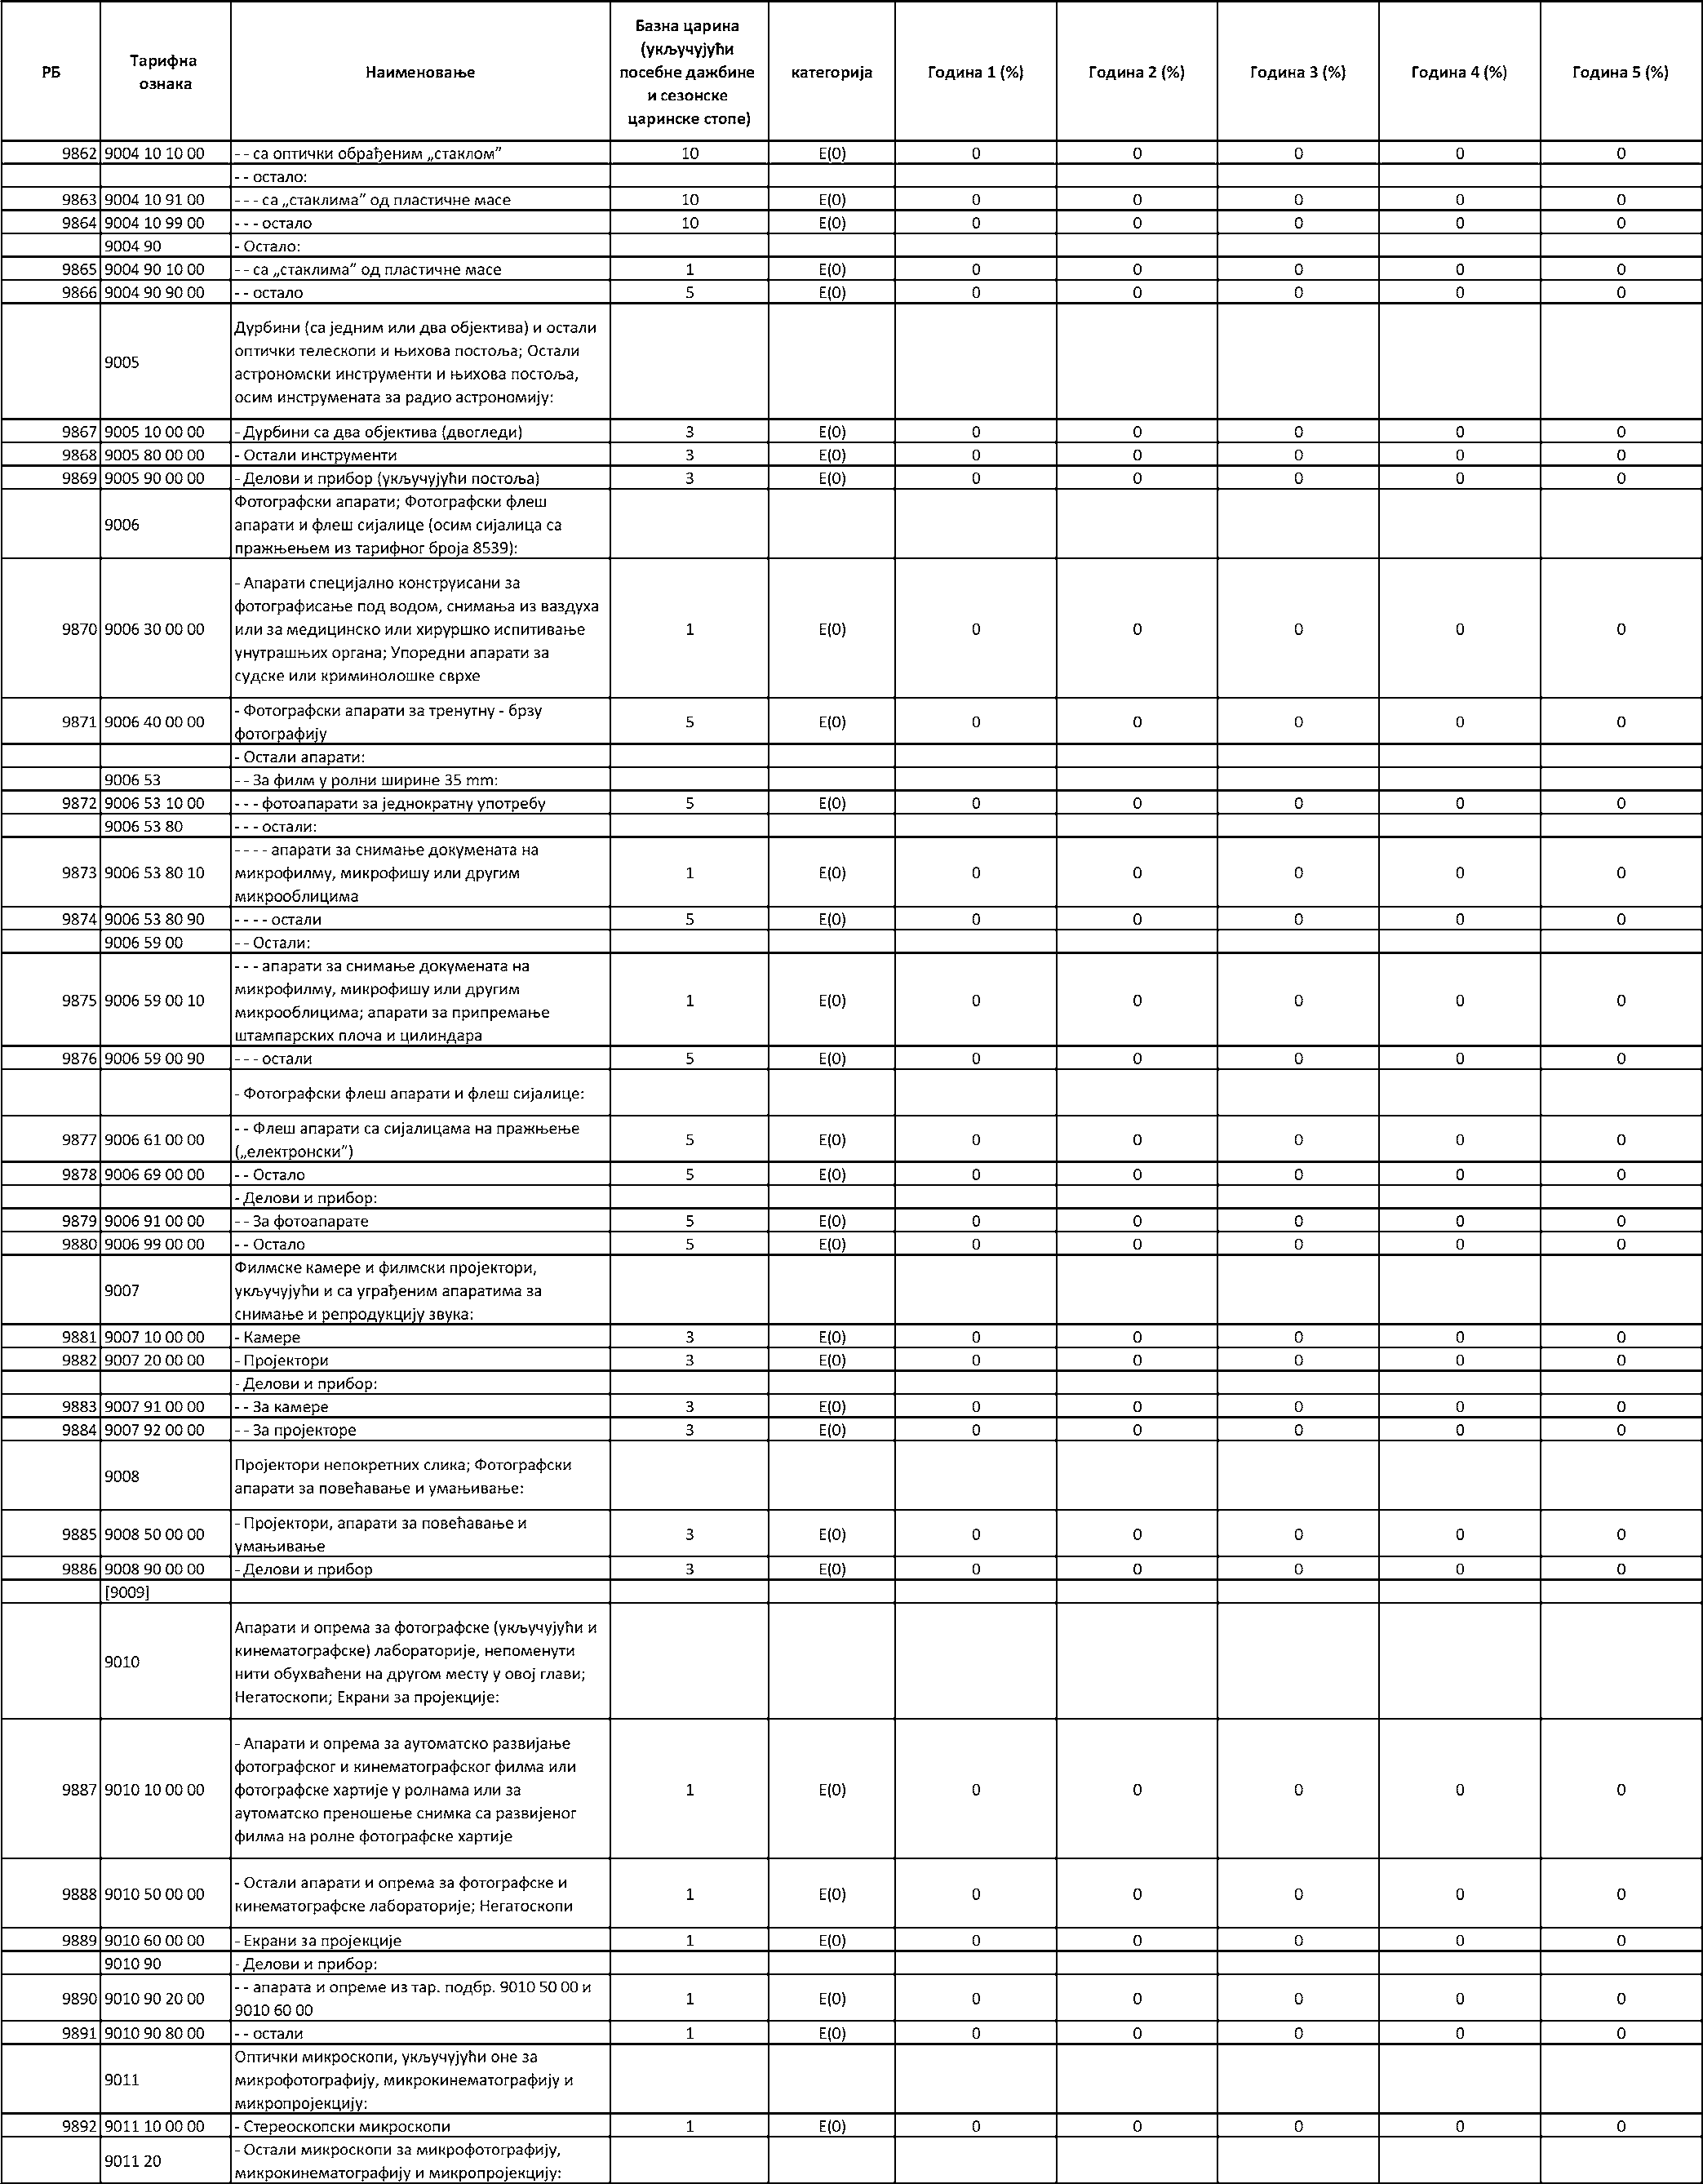 РБ Тарифна ознака Наименовање Базна царина (укључујући посебне дажбине и сезонске царинске стопе) категорија Година 1 (%) Година 2 (%) Година 3 (%) Година 4 (%) Година 5 (%)
9862 9004 10 10 00 - - са оптички обрађеним „стаклом” 10 E(0) 0 0 0 0 0
- - остало:
9863 9004 10 91 00 - - - са „стаклима” од пластичне масе 10 E(0) 0 0 0 0 0
9864 9004 10 99 00 - - - остало 10 E(0) 0 0 0 0 0
9004 90 - Остало:
9865 9004 90 10 00 - - са „стаклима” од пластичне масе 1 E(0) 0 0 0 0 0
9866 9004 90 90 00 - - остало 5 E(0) 0 0 0 0 0
9005 Дурбини (са једним или два објектива) и остали
оптички телескопи и њихова постоља; Остали
астрономски инструменти и њихова постоља,
осим инструмената за радио астрономију:
9867 9005 10 00 00 - Дурбини са два објектива (двогледи) 3 E(0) 0 0 0 0 0
9868 9005 80 00 00 - Остали инструменти 3 E(0) 0 0 0 0 0
9869 9005 90 00 00 - Делови и прибор (укључујући постоља) 3 E(0) 0 0 0 0 0
9006 Фотографски апарати; Фотографски флеш
апарати и флеш сијалице (осим сијалица са
пражњењем из тарифног броја 8539):
9870 9006 30 00 00 - Апарати специјално конструисани за
фотографисање под водом, снимања из ваздуха
или за медицинско или хируршко испитивање
унутрашњих органа; Упоредни апарати за
судске или криминолошке сврхе 1 E(0) 0 0 0 0 0
9871 9006 40 00 00 - Фотографски апарати за тренутну - брзу
фотографију 5 E(0) 0 0 0 0 0
- Остали апарати:
9006 53 - - За филм у ролни ширине 35 mm:
9872 9006 53 10 00 - - - фотоапарати за једнократну употребу 5 E(0) 0 0 0 0 0
9006 53 80 - - - остали:
9873 9006 53 80 10 - - - - апарати за снимање докумената на
микрофилму, микрофишу или другим
микрооблицима 1 E(0) 0 0 0 0 0
9874 9006 53 80 90 - - - - остали 5 E(0) 0 0 0 0 0
9006 59 00 - - Остали:
9875 9006 59 00 10 - - - апарати за снимање докумената на
микрофилму, микрофишу или другим
микрооблицима; апарати за припремање
штампарских плоча и цилиндара 1 E(0) 0 0 0 0 0
9876 9006 59 00 90 - - - остали 5 E(0) 0 0 0 0 0
- Фотографски флеш апарати и флеш сијалице:
9877 9006 61 00 00 - - Флеш апарати са сијалицама на пражњење
(„електронски”) 5 E(0) 0 0 0 0 0
9878 9006 69 00 00 - - Остало 5 E(0) 0 0 0 0 0
- Делови и прибор:
9879 9006 91 00 00 - - За фотоапарате 5 E(0) 0 0 0 0 0
9880 9006 99 00 00 - - Остало 5 E(0) 0 0 0 0 0
9007 Филмске камере и филмски пројектори,
укључујући и са уграђеним апаратима за
снимање и репродукцију звука:
9881 9007 10 00 00 - Камере 3 E(0) 0 0 0 0 0
9882 9007 20 00 00 - Пројектори 3 E(0) 0 0 0 0 0
- Делови и прибор:
9883 9007 91 00 00 - - За камере 3 E(0) 0 0 0 0 0
9884 9007 92 00 00 - - За пројекторе 3 E(0) 0 0 0 0 0
9008 Пројектори непокретних слика; Фотографски
апарати за повећавање и умањивање:
9885 9008 50 00 00 - Пројектори, апарати за повећавање и
умањивање 3 E(0) 0 0 0 0 0
9886 9008 90 00 00 - Делови и прибор 3 E(0) 0 0 0 0 0
[9009]
9010 Апарати и опрема за фотографске (укључујући и
кинематографске) лабораторије, непоменути
нити обухваћени на другом месту у овој глави;
Негатоскопи; Екрани за пројекције:
9887 9010 10 00 00 - Апарати и опрема за аутоматско развијање
фотографског и кинематографског филма или
фотографске хартије у ролнама или за
аутоматско преношење снимка са развијеног
филма на ролне фотографске хартије 1 E(0) 0 0 0 0 0
9888 9010 50 00 00 - Остали апарати и опрема за фотографске и
кинематографске лабораторије; Негатоскопи 1 E(0) 0 0 0 0 0
9889 9010 60 00 00 - Екрани за пројекције 1 E(0) 0 0 0 0 0
9010 90 - Делови и прибор:
9890 9010 90 20 00 - - апарата и опреме из тар. подбр. 9010 50 00 и
9010 60 00 1 E(0) 0 0 0 0 0
9891 9010 90 80 00 - - остали 1 E(0) 0 0 0 0 0
9011 Оптички микроскопи, укључујући оне за
микрофотографију, микрокинематографију и
микропројекцију:
9892 9011 10 00 00 - Стереоскопски микроскопи 1 E(0) 0 0 0 0 0
9011 20 - Остали микроскопи за микрофотографију,
микрокинематографију и микропројекцију: